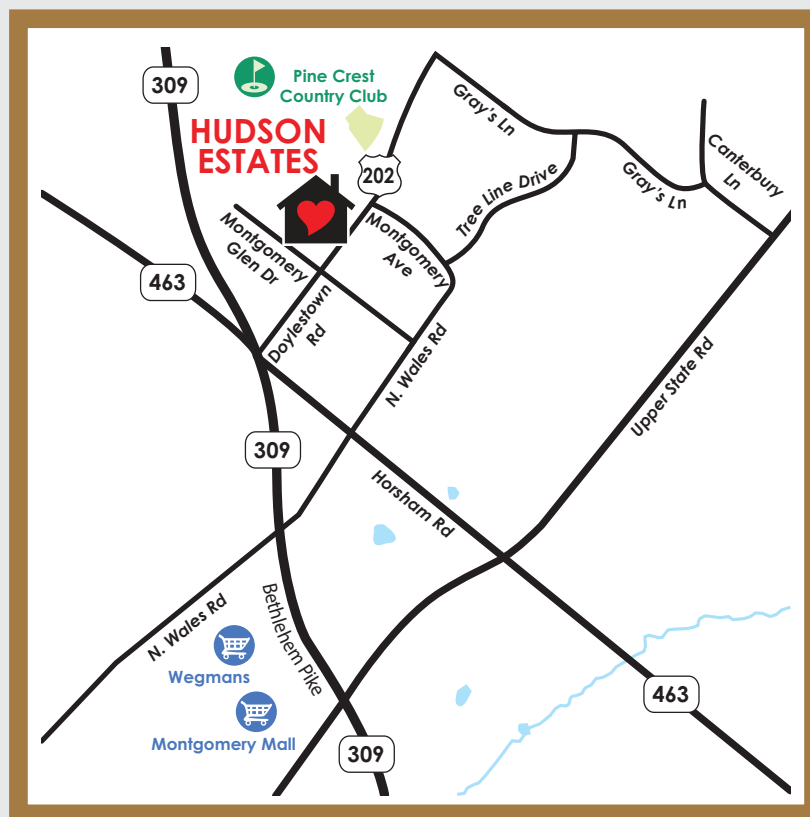 309
Pine Crest
Country Club
HUDSON
ESTATES
202
Gray's Ln
Gray's Ln
Canterbury
Ln
Tree Line Drive
Montgomery
Glen Dr
Montgomery
Ave
463
Doylestown
Rd
N. Wales Rd
Upper State Rd
309
Horsham Rd
N. Wales Rd
Bethlehem Pike
Wegmans
Montgomery Mall
463
309